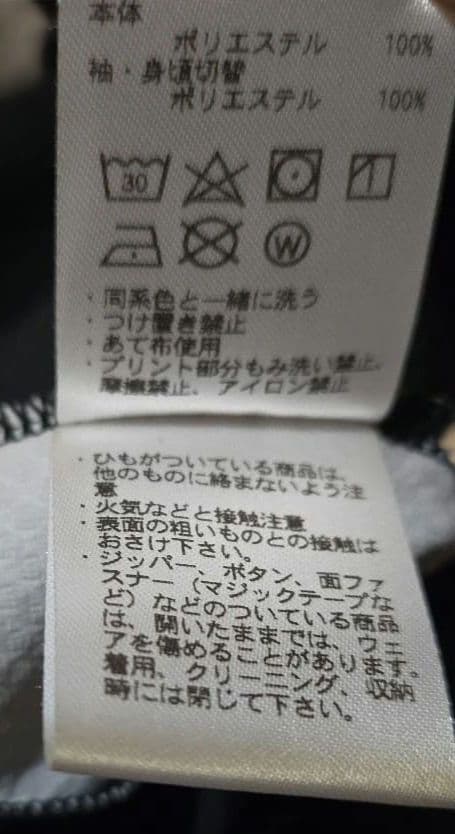 本体
ポリエステル 100%
袖・身頃切替
ポリエステル 100%
30
W
・同系色と一緒に洗う
・つけ置き禁止
・あて布使用
・プリント部分もみ洗い禁止、
摩擦禁止、アイロン禁止
・ひもがついている商品は、
他のものに絡まないよう注
意
・火気などと接触注意
・表面の粗いものとの接触は
おさけ下さい。
・ジッパー、ボタン、面ファ
スナー（マジックテープな
ど）などのついている商品
は、開いたままでは、ウェ
アを傷めることがあります。
着用、クリーニング、収納
時には閉じて下さい。